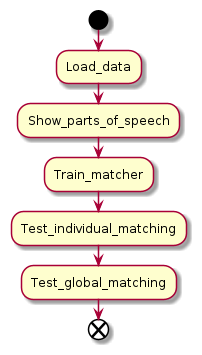 Load_data
Show_parts_of_speech
Train_matcher
Test_individual_matching
Test_global_matching